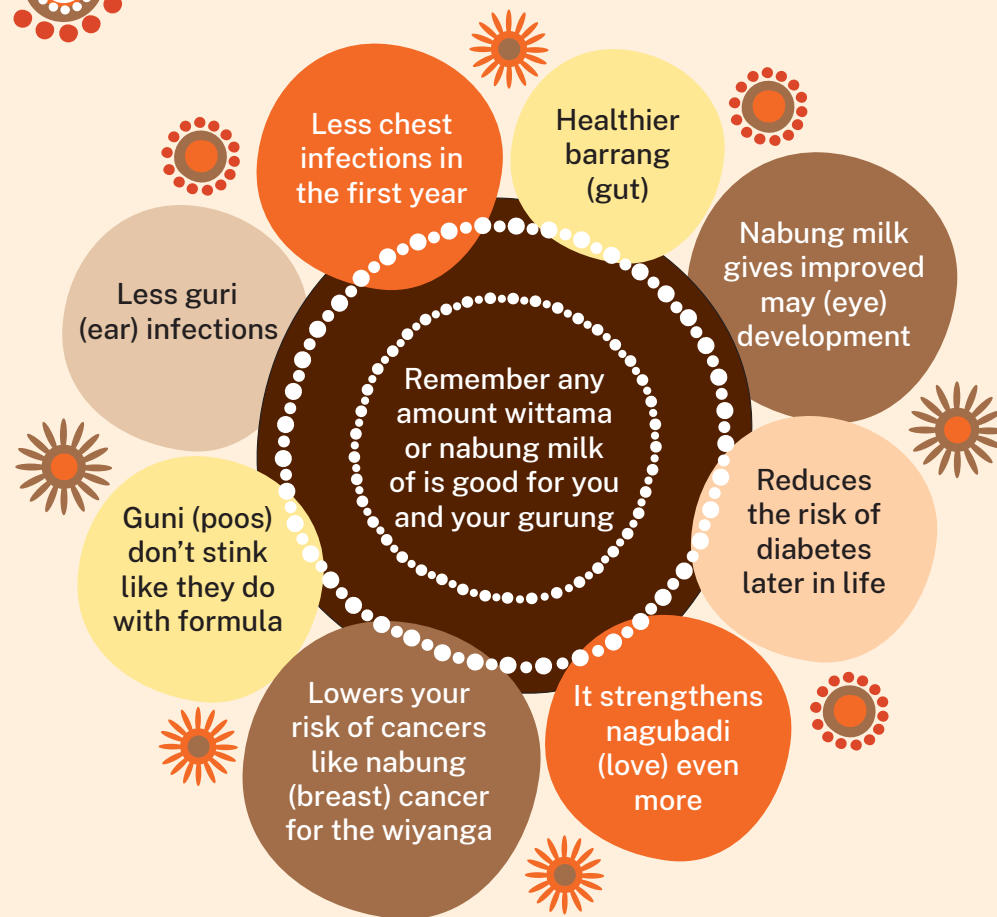 Less chest
infections in
the first year
Healthier
barrang
(gut)
Nabung milk
gives improved
may (eye)
development
Reduces
the risk of
diabetes
later in life
It strengthens
nagubadi
(love) even
more
Lowers your
risk of cancers
like nabung
(breast) cancer
for the wiyanga
Guni (poos)
don't stink
like they do
with formula
Less guri
(ear) infections
Remember any
amount wittama
or nabung milk
of is good for you
and your gurung